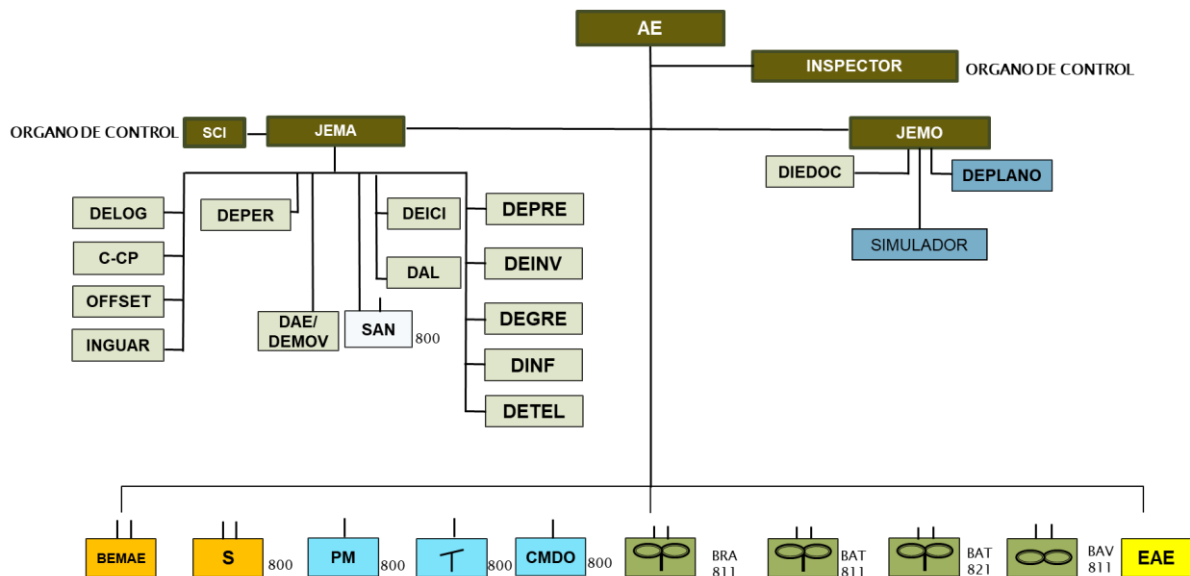 AE
INSPECTOR
ORGANO DE CONTROL
ORGANO DE CONTROL
SCI
JEMA
JEMO
DIEDOC
DEPLANO
SIMULADOR
DELOG
C-CP
OFFSET
INGUAR
DEPER
DAE/
DEMOV
SAN
800
DEICI
DAL
DEPRE
DEINV
DEGRE
DINF
DETEL
BEMAE
S
800
PM
800
800
CMDO
800
BRA
811
BAT
811
BAT
821
BAV
811
EAE